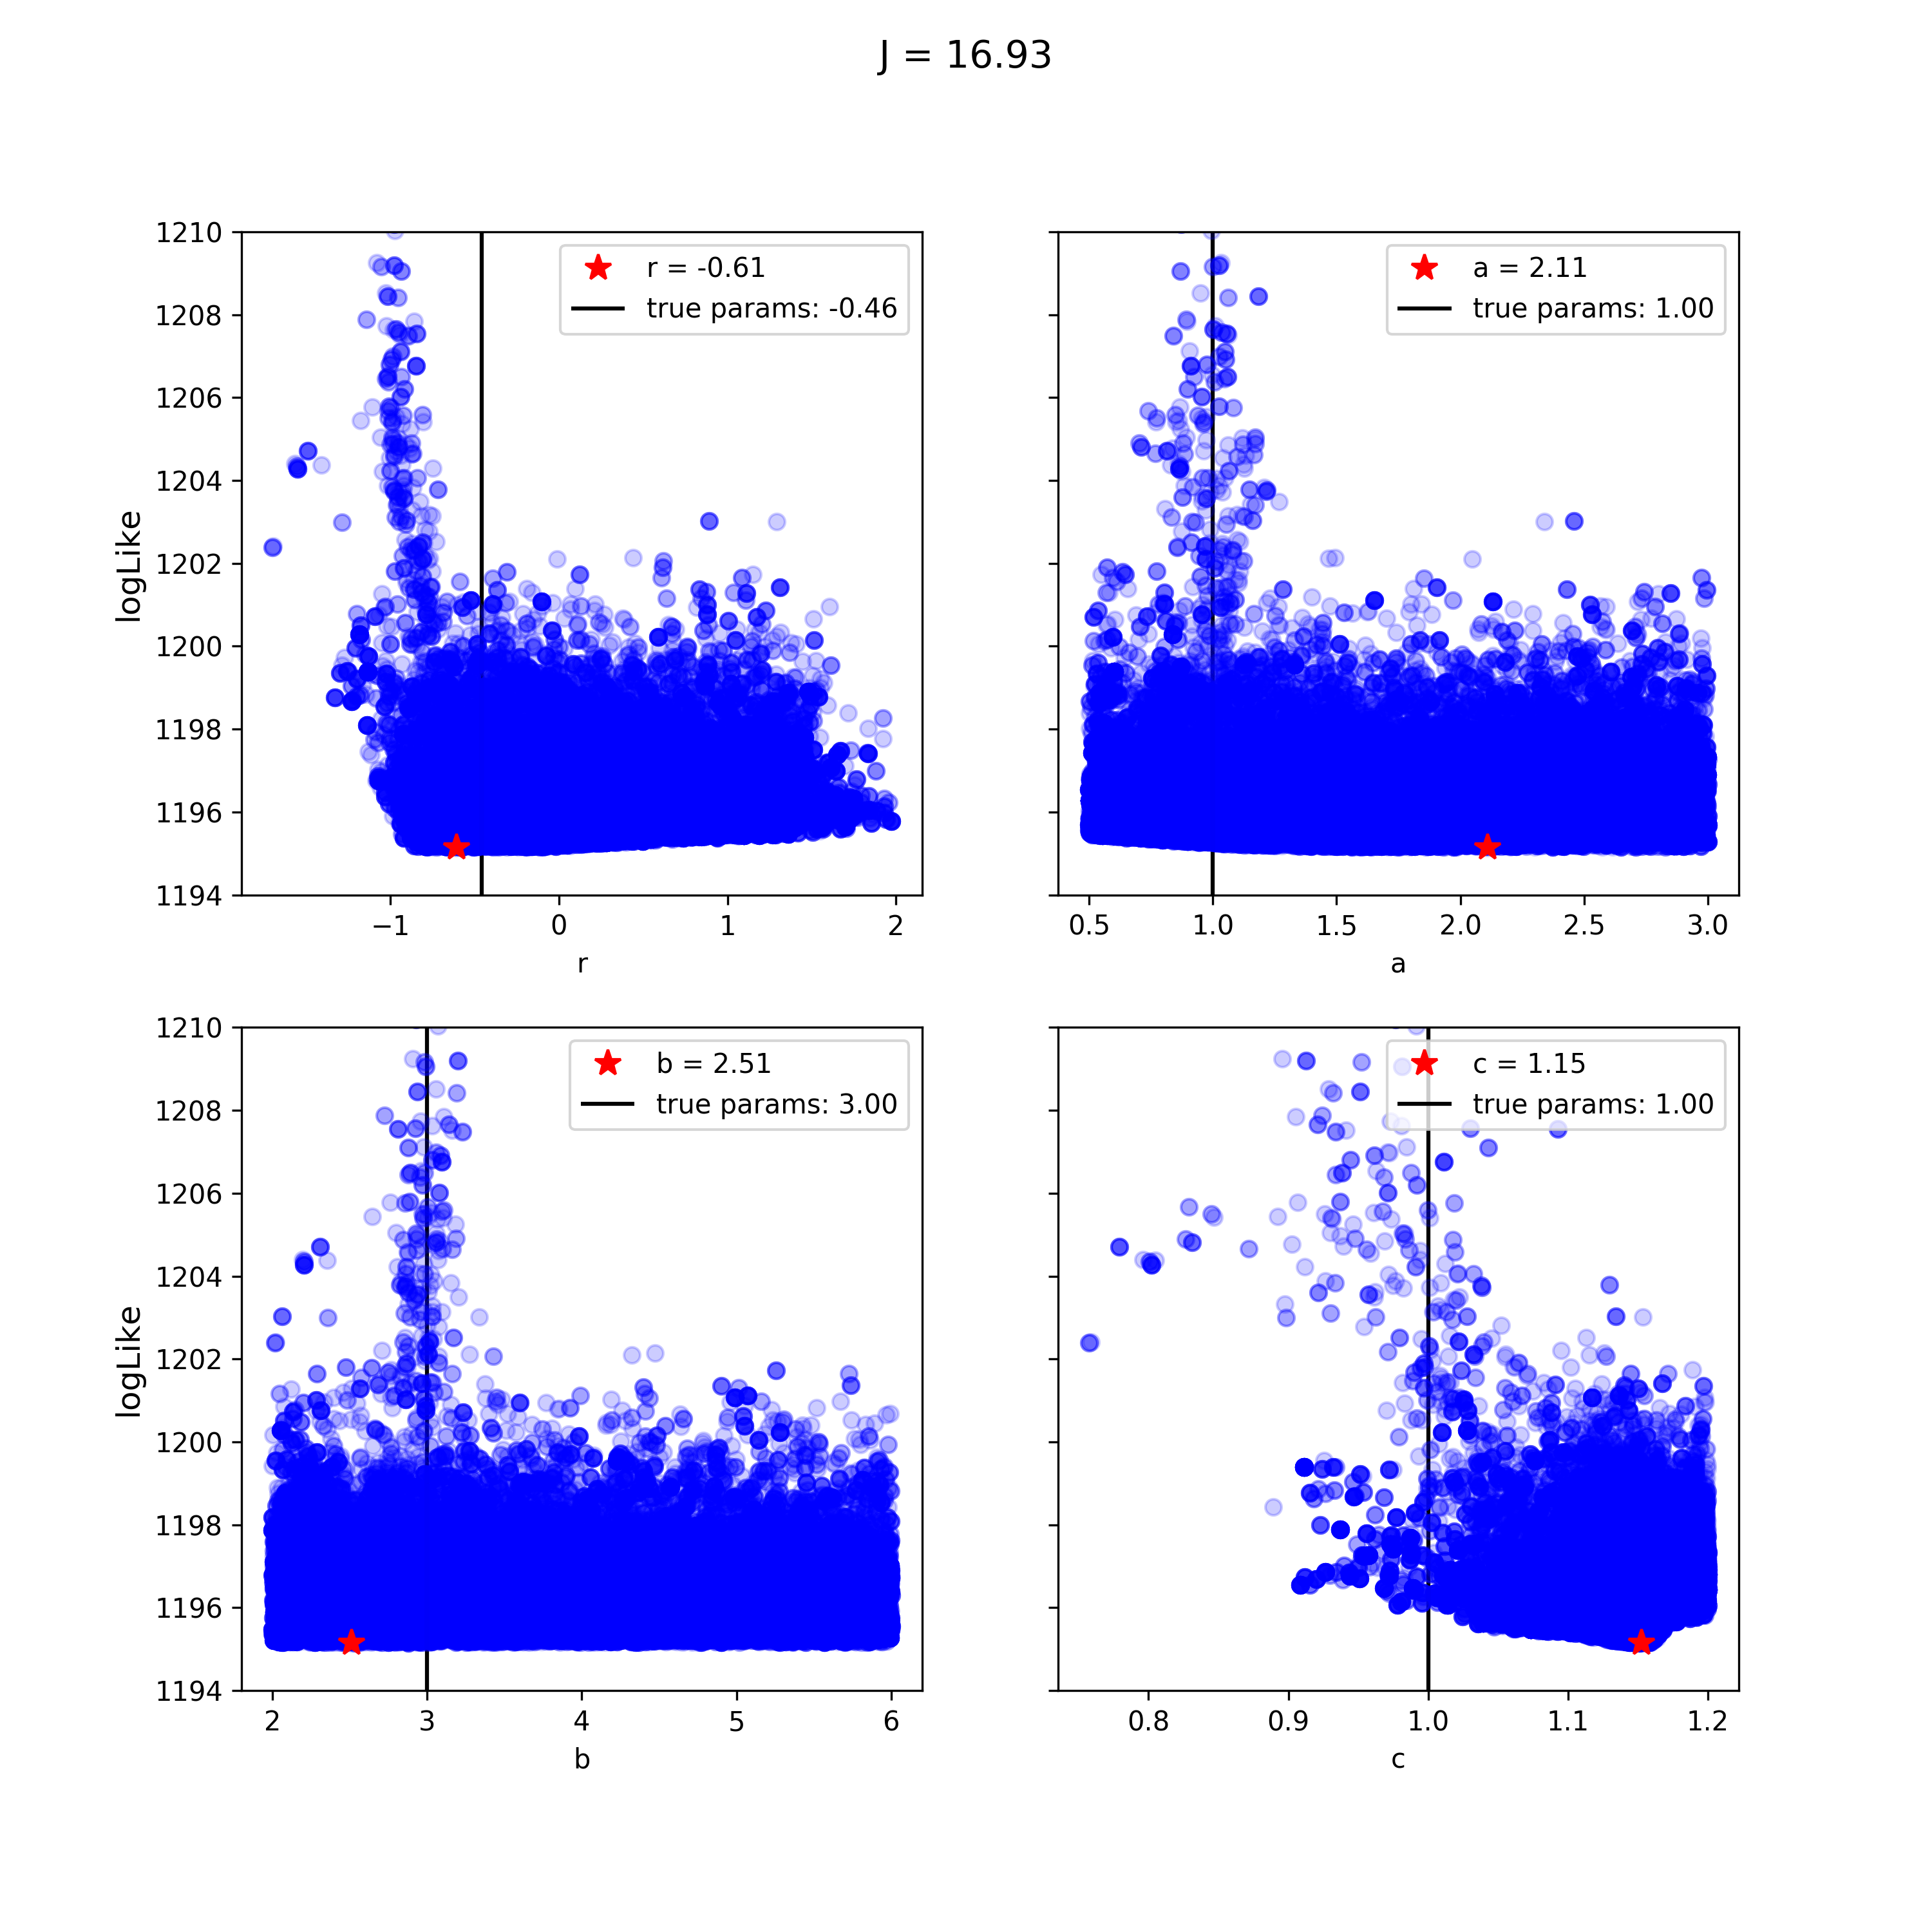 J = 16.93
1210
1208
1206
1204
1202
1200
1198
1196
1194
logLike
r = -0.61
true params: -0.46
−1
0
1
2
r
a = 2.11
true params: 1.00
0.5
1.0
1.5
2.0
2.5
3.0
a
1210
1208
1206
1204
1202
1200
1198
1196
1194
logLike
b = 2.51
true params: 3.00
2
3
4
5
6
b
c = 1.15
true params: 1.00
0.8
0.9
1.0
1.1
1.2
c